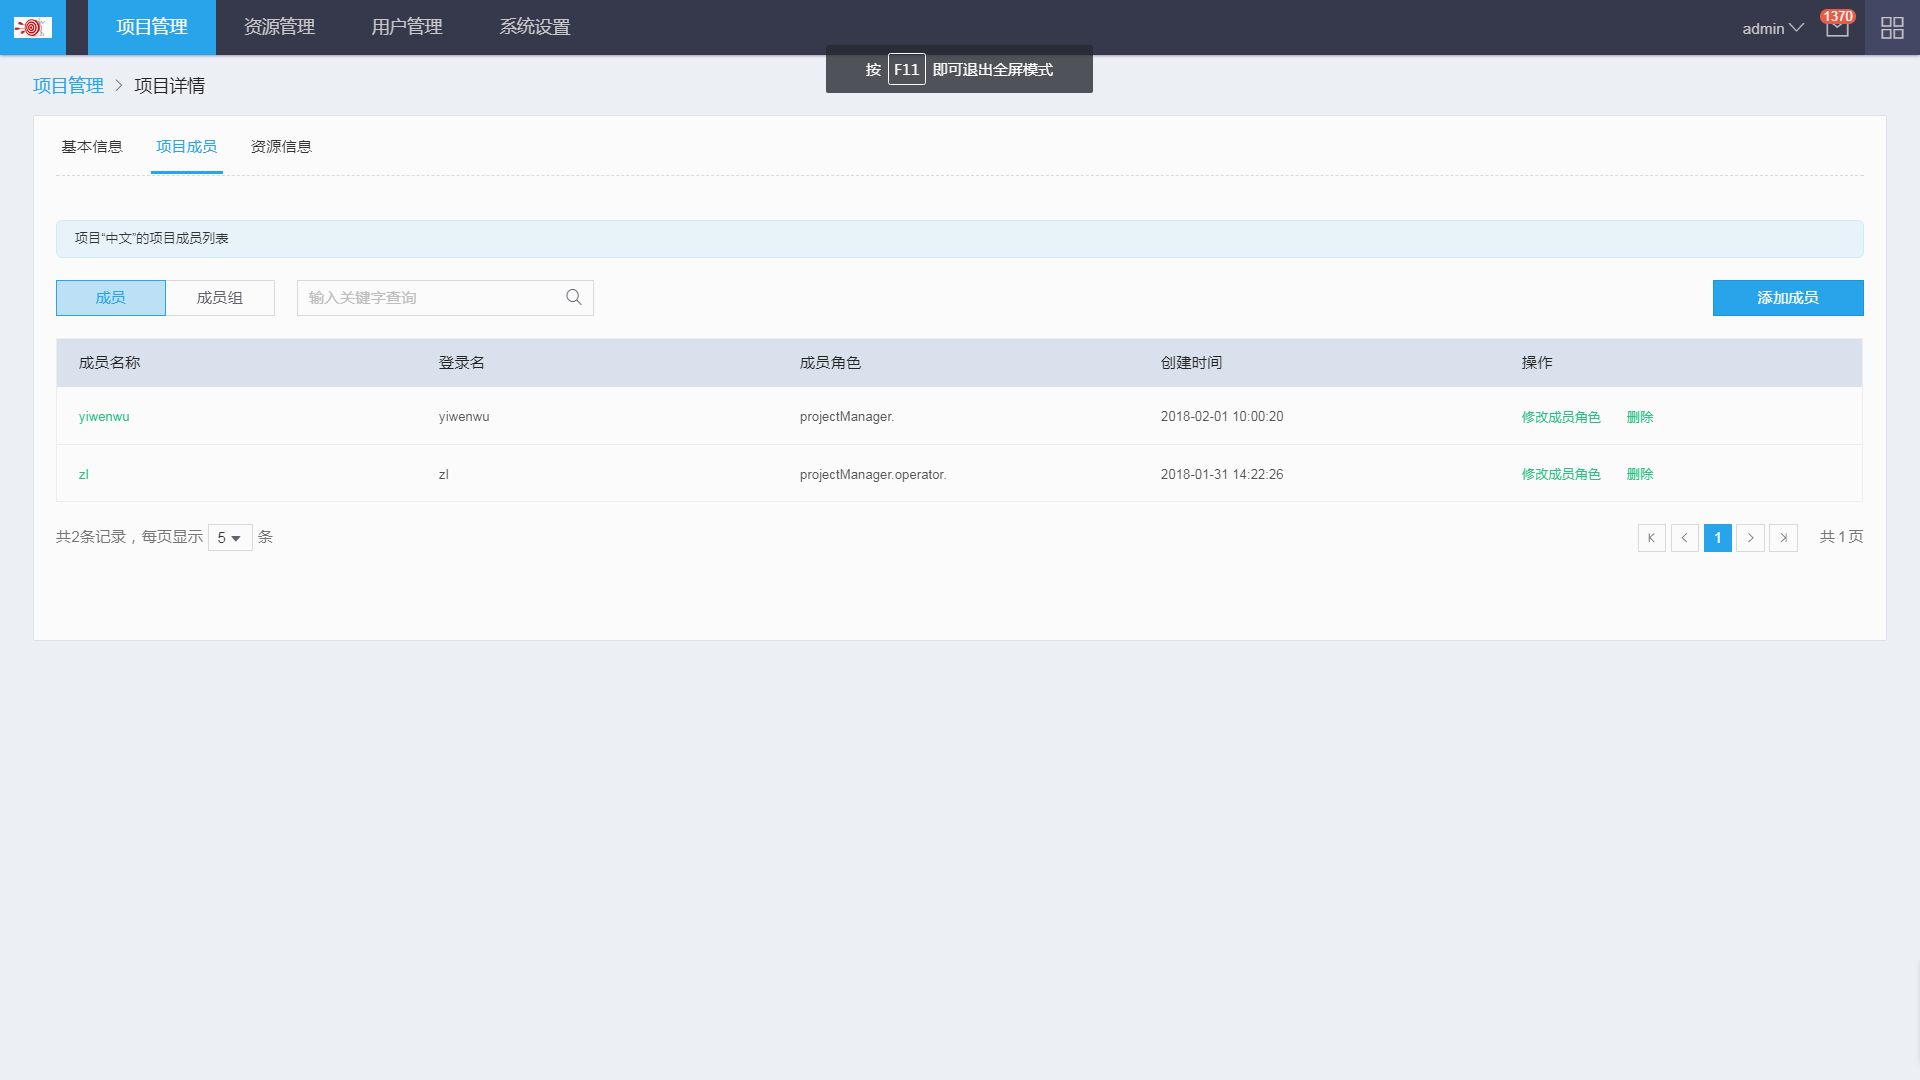 项目管理 资源管理 用户管理 系统设置 admin 1370
按 F11 即可退出全屏模式
项目管理 > 项目详情
基本信息 项目成员 资源信息
项目“中文”的项目成员列表
成员 成员组 输入关键字查询 添加成员
成员名称 登录名 成员角色 创建时间 操作
yiwenwu yiwenwu projectManager. 2018-02-01 10:00:20 修改成员角色 删除
zl zl projectManager.operator. 2018-01-31 14:22:26 修改成员角色 删除
共2条记录，每页显示 5 条 1 共1页